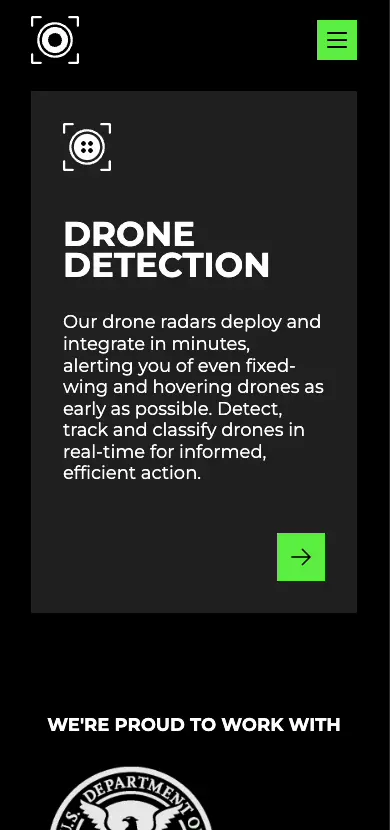 DRONE
DETECTION
Our drone radars deploy and
integrate in minutes,
alerting you of even fixed-
wing and hovering drones as
early as possible. Detect,
track and classify drones in
real-time for informed,
efficient action.
WE'RE PROUD TO WORK WITH
U.S. DEPARTMENT OF